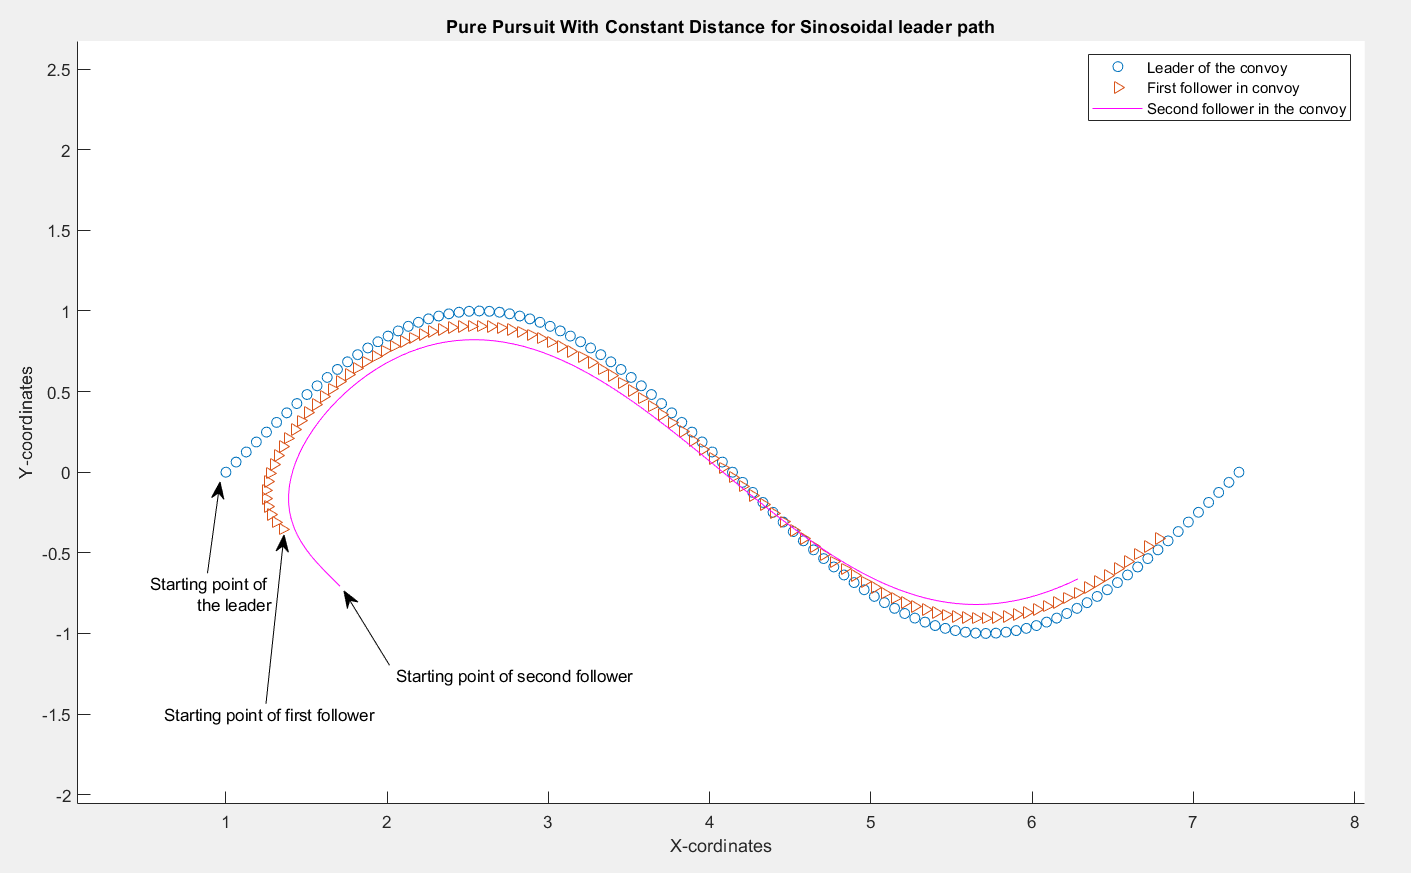 Pure Pursuit With Constant Distance for Sinosoidal leader path
Leader of the convoy
First follower in convoy
Second follower in the convoy
2.5
2
1.5
1
0.5
0
-0.5
-1
-1.5
-2
Y-coordinates
Starting point of
the leader
Starting point of second follower
Starting point of first follower
1
2
3
4
5
6
7
8
X-cordinates